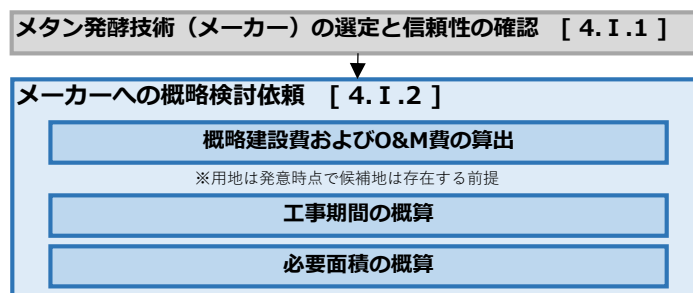 メタン発酵技術（メーカー）の選定と信頼性の確認 [ 4.Ⅰ.1 ]
メーカーへの概略検討依頼 [ 4.Ⅰ.2 ]
概略建設費およびO&M費の算出
※用地は発意時点で候補地は存在する前提
工事期間の概算
必要面積の概算